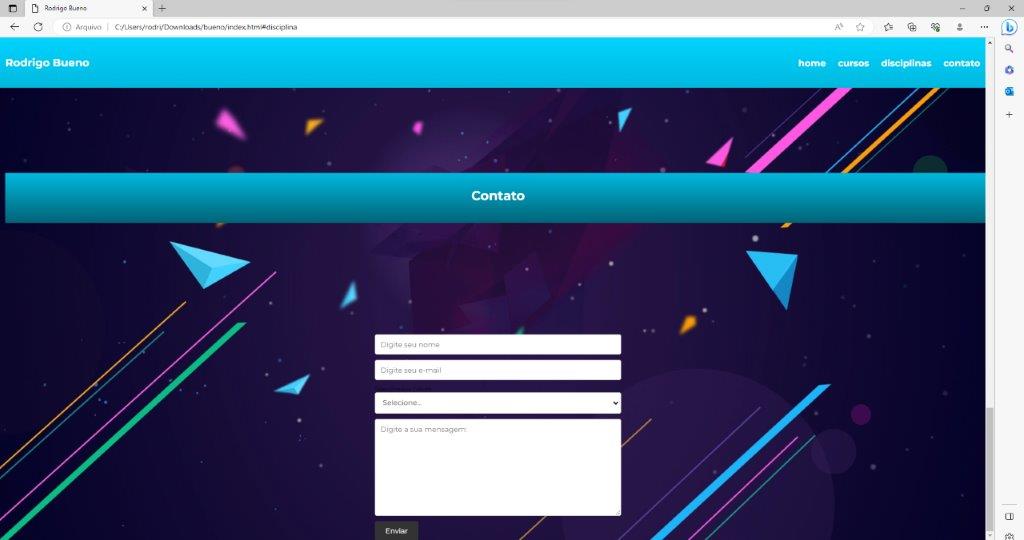 Rodrigo Bueno
Arquivo
C:/Users/rodri/Downloads/bueno/index.html#disciplina
Rodrigo Bueno
home cursos disciplinas contato
Contato
Digite seu nome
Digite seu e-mail
Selecione...
Digite a sua mensagem:
Enviar